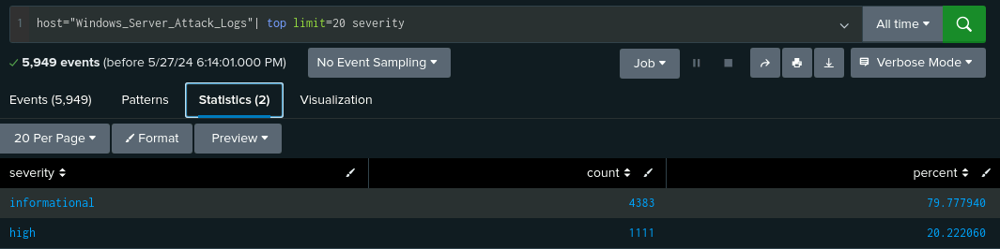 1 host="Windows_Server_Attack_Logs"| top limit=20 severity
All time
5,949 events (before 5/27/24 6:14:01.000 PM)
No Event Sampling
Job
Verbose Mode
Events (5,949) Patterns Statistics (2) Visualization
20 Per Page Format Preview
severity count percent
informational 4383 79.777940
high 1111 20.222060